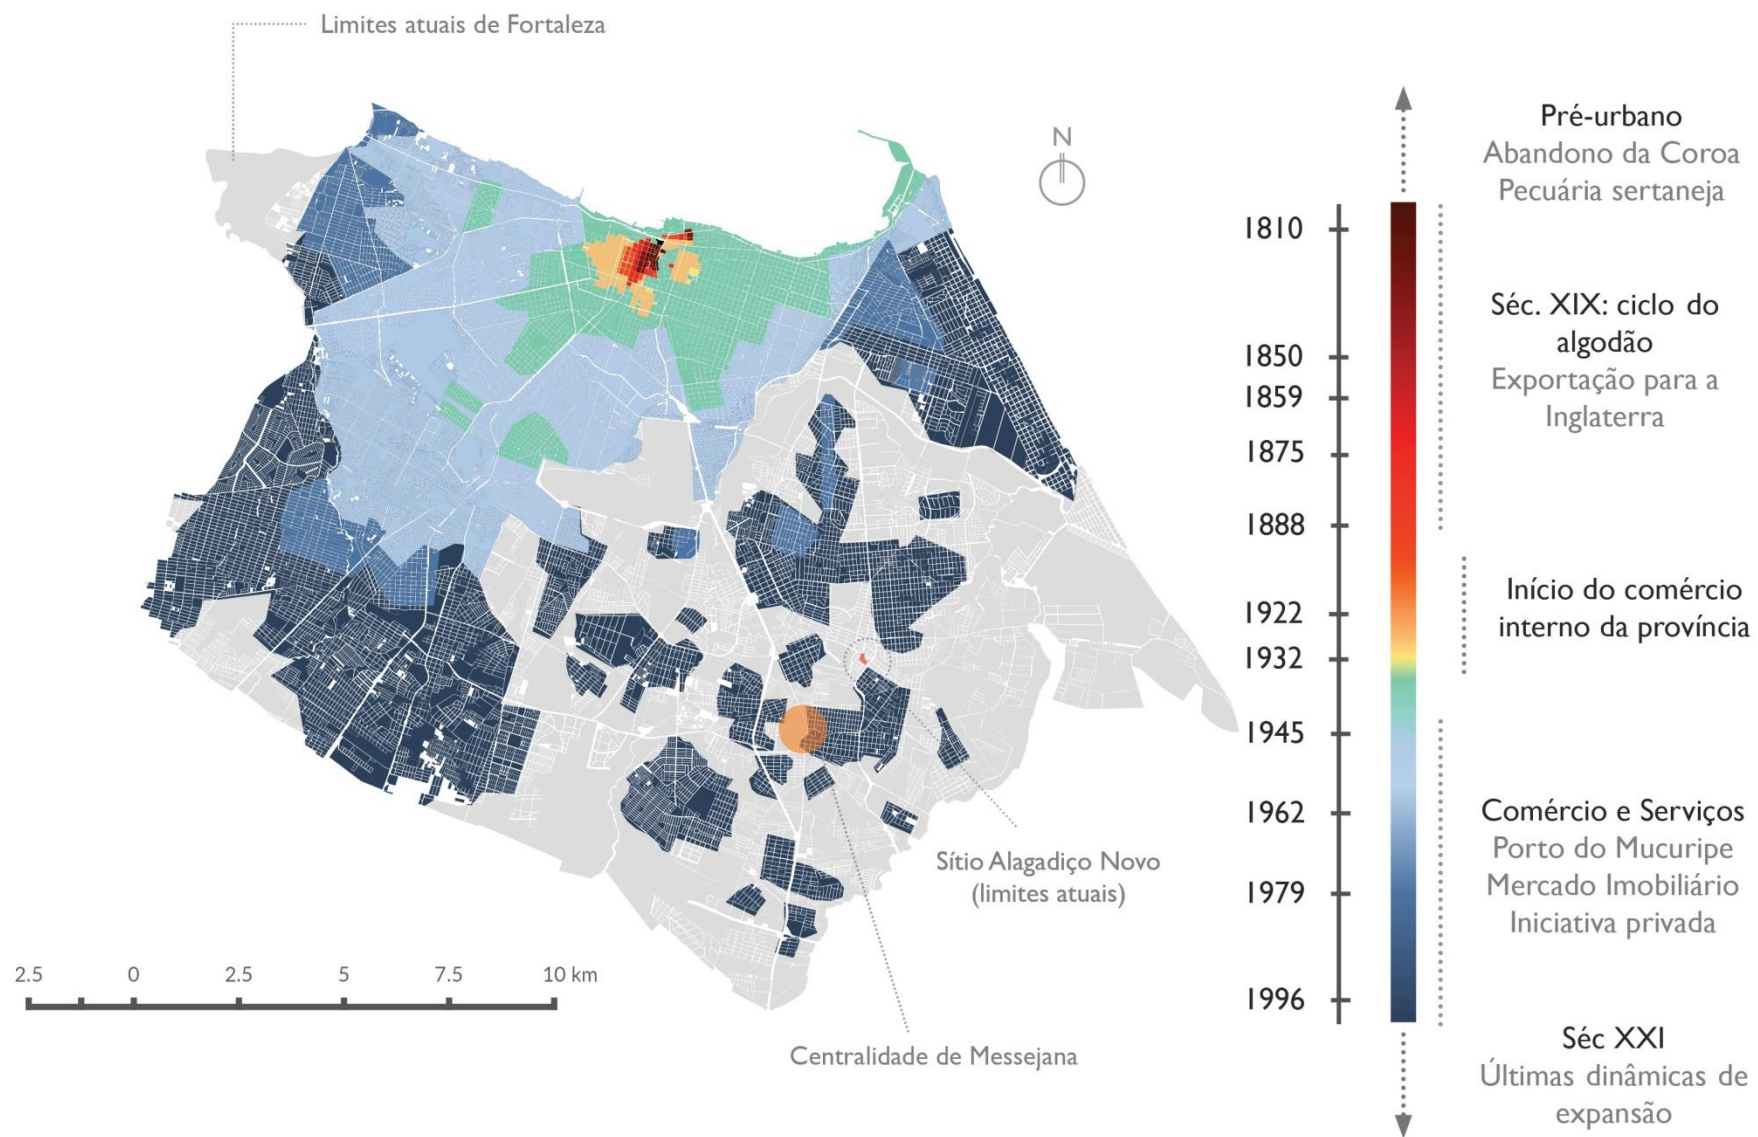 Limites atuais de Fortaleza
N
Pré-urbano
Abandono da Coroa
Pecuária sertaneja
1810
1850
1859
1875
1888
1922
1932
1945
1962
1979
1996
Séc. XIX: ciclo do
algodão
Exportação para a
Inglaterra
Início do comércio
interno da província
Comércio e Serviços
Porto do Mucuripe
Mercado Imobiliário
Iniciativa privada
Séc XXI
Últimas dinâmicas de
expansão
Sítio Alagadiço Novo
(limites atuais)
Centralidade de Messejana
2.5 0 2.5 5 7.5 10 km